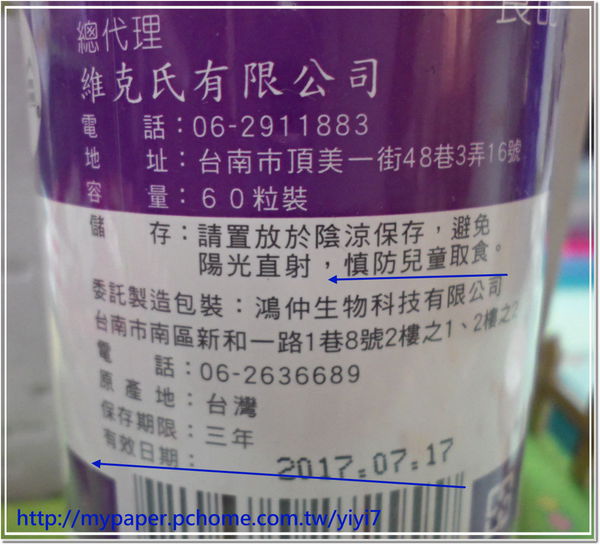 總代理
維克氏有限公司
電 話：06-2911883
地 址：台南市頂美一街48巷3弄16號
容 量：60粒裝
儲 存：請置放於陰涼保存，避免
陽光直射，慎防兒童取食。
委託製造包裝：鴻仲生物科技有限公司
台南市南區新和一路1巷8號2樓之1、2樓之2
電 話：06-2636689
原 產 地：台灣
保存期限：三年
有效日期：2017.07.17
http://mypaper.pchome.com.tw/yiyi7